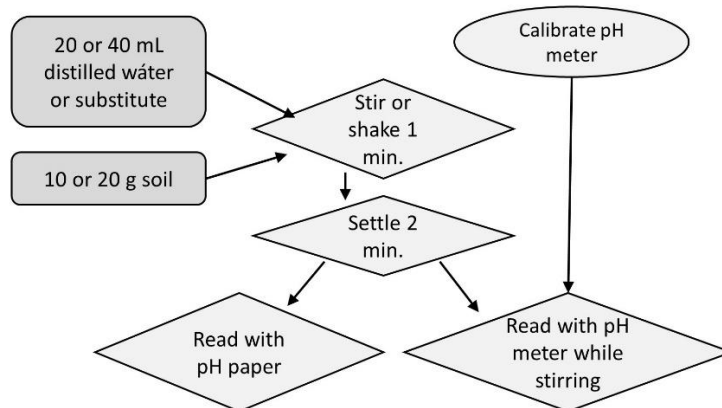 20 or 40 mL
distilled wáter
or substitute
Calibrate pH
meter
Stir or
shake 1
min.
10 or 20 g soil
Settle 2
min.
Read with
pH paper
Read with pH
meter while
stirring